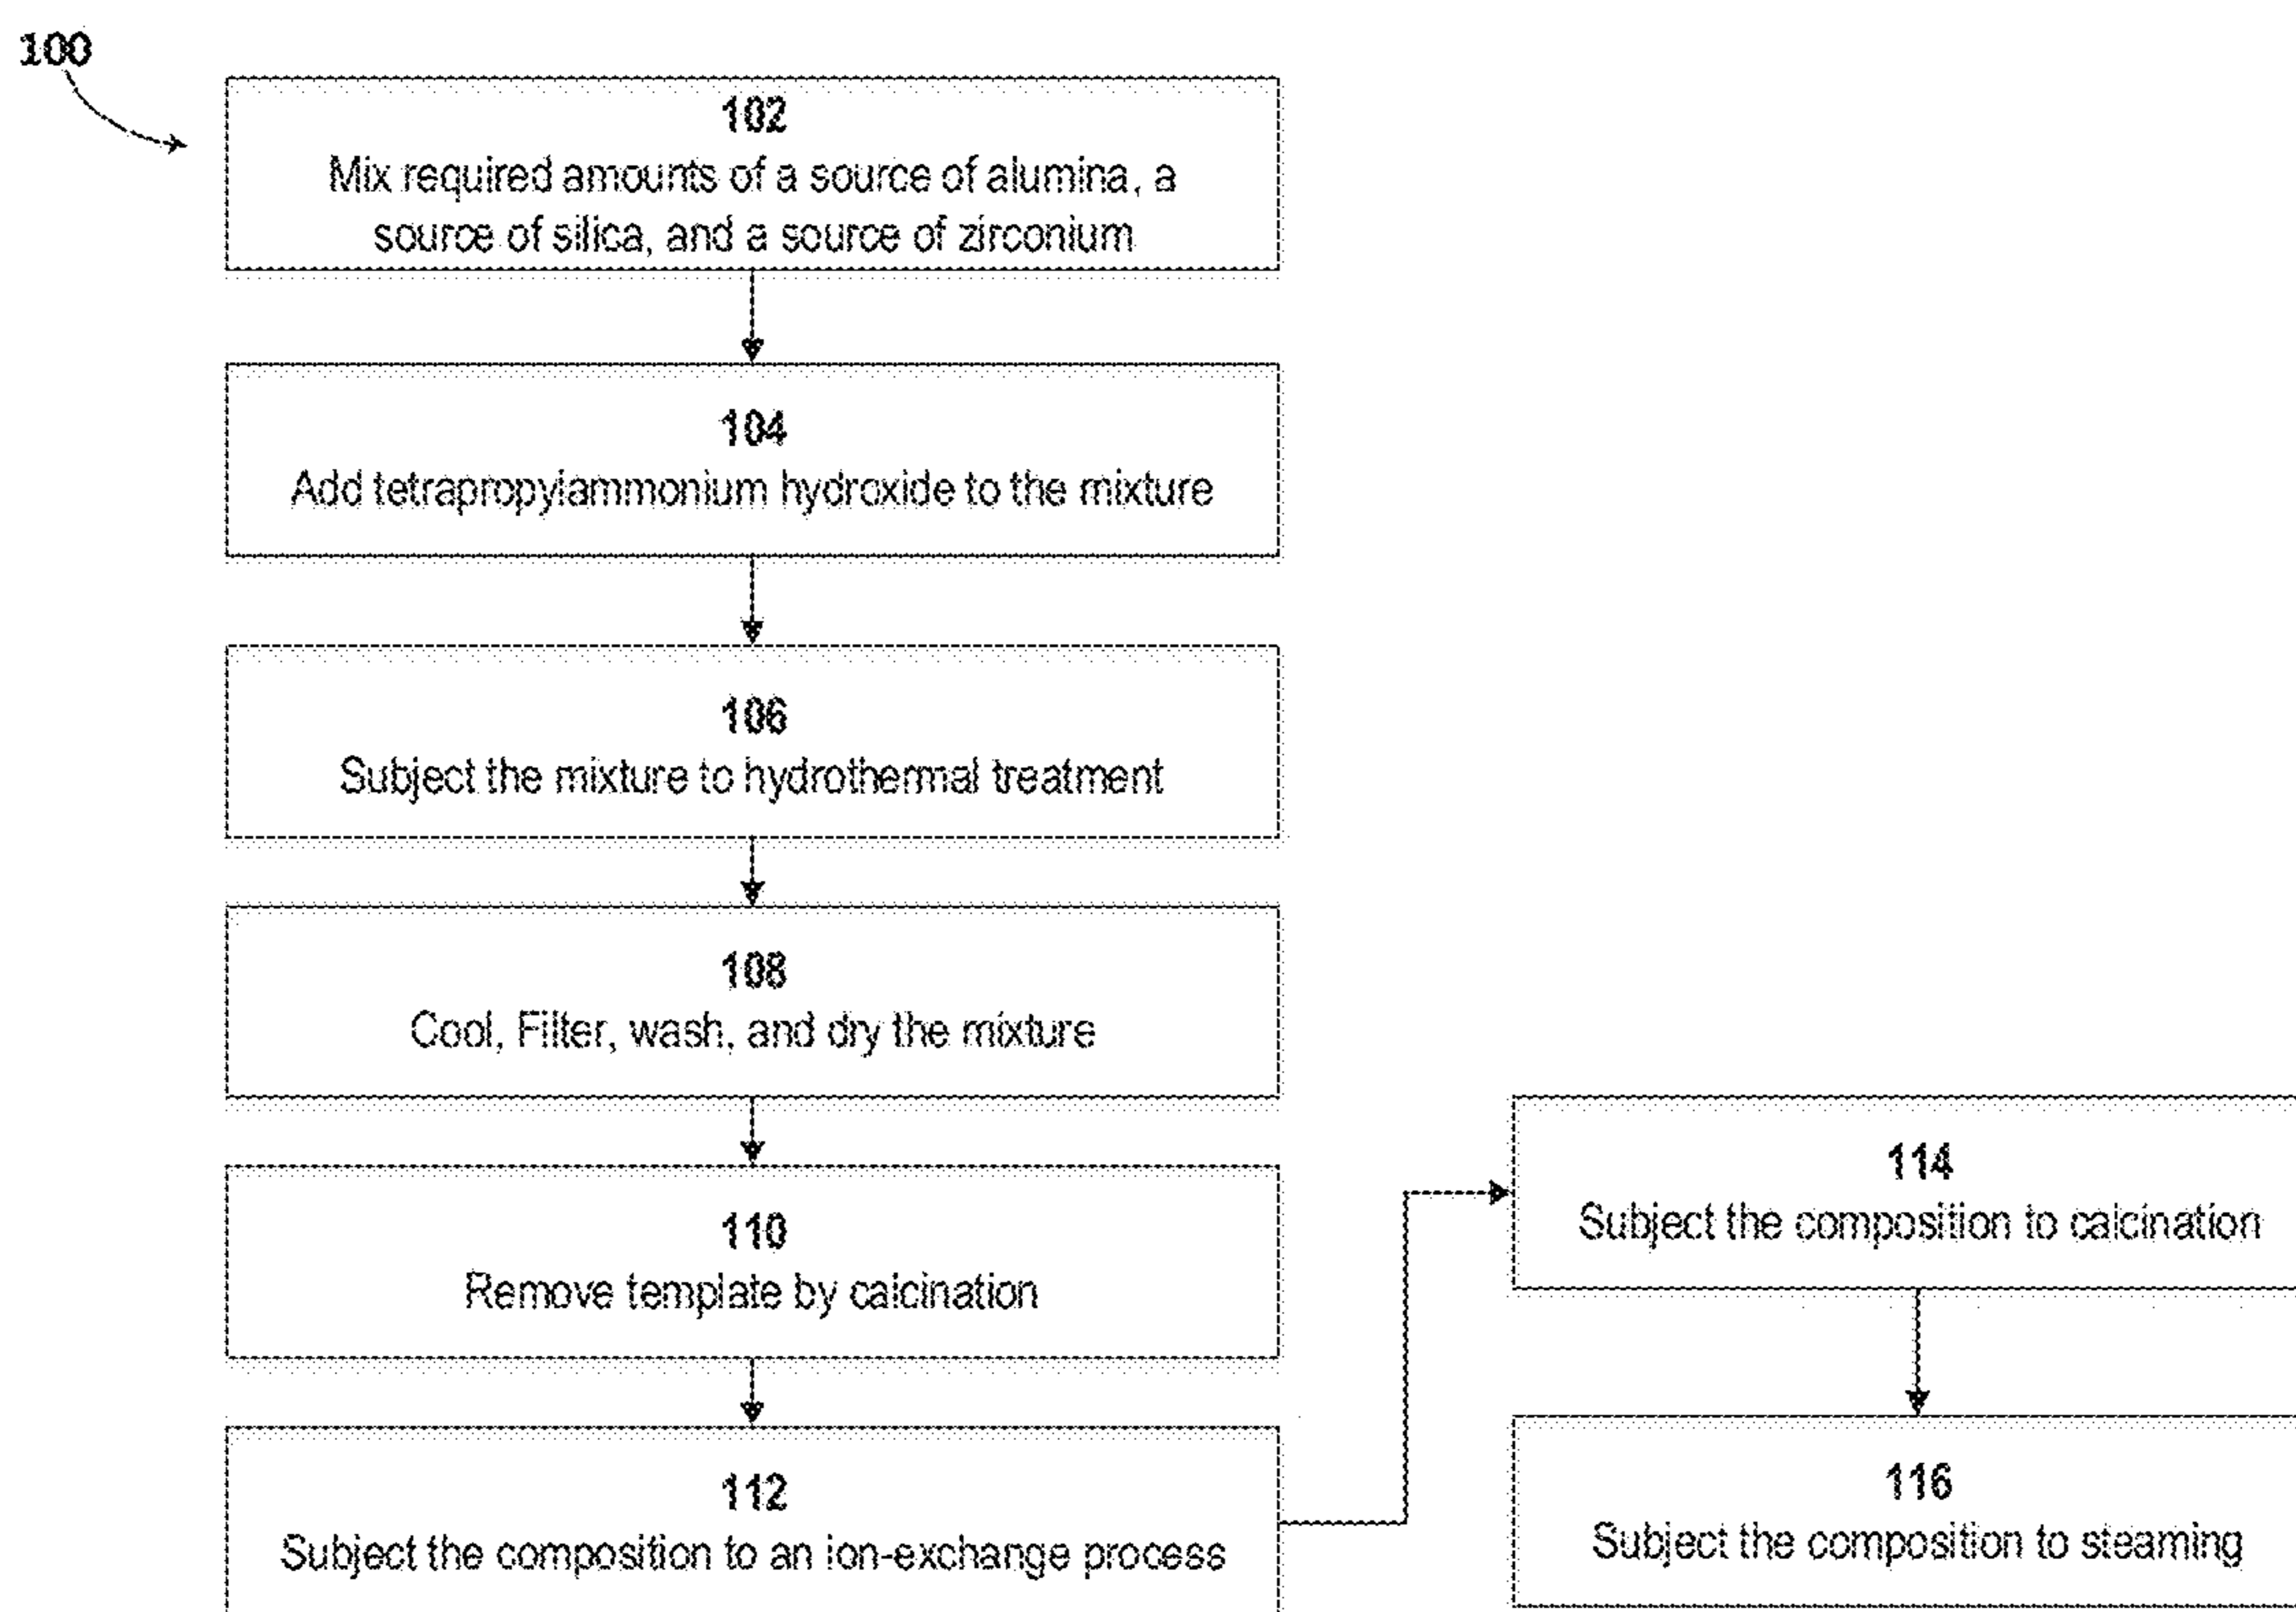 100
102
Mix required amounts of a source of alumina, a
source of silica, and a source of zirconium
104
Add tetrapropylammonium hydroxide to the mixture
106
Subject the mixture to hydrothermal treatment
108
Cool, Filter, wash, and dry the mixture
110
Remove template by calcination
112
Subject the composition to an ion-exchange process
114
Subject the composition to calcination
116
Subject the composition to steaming